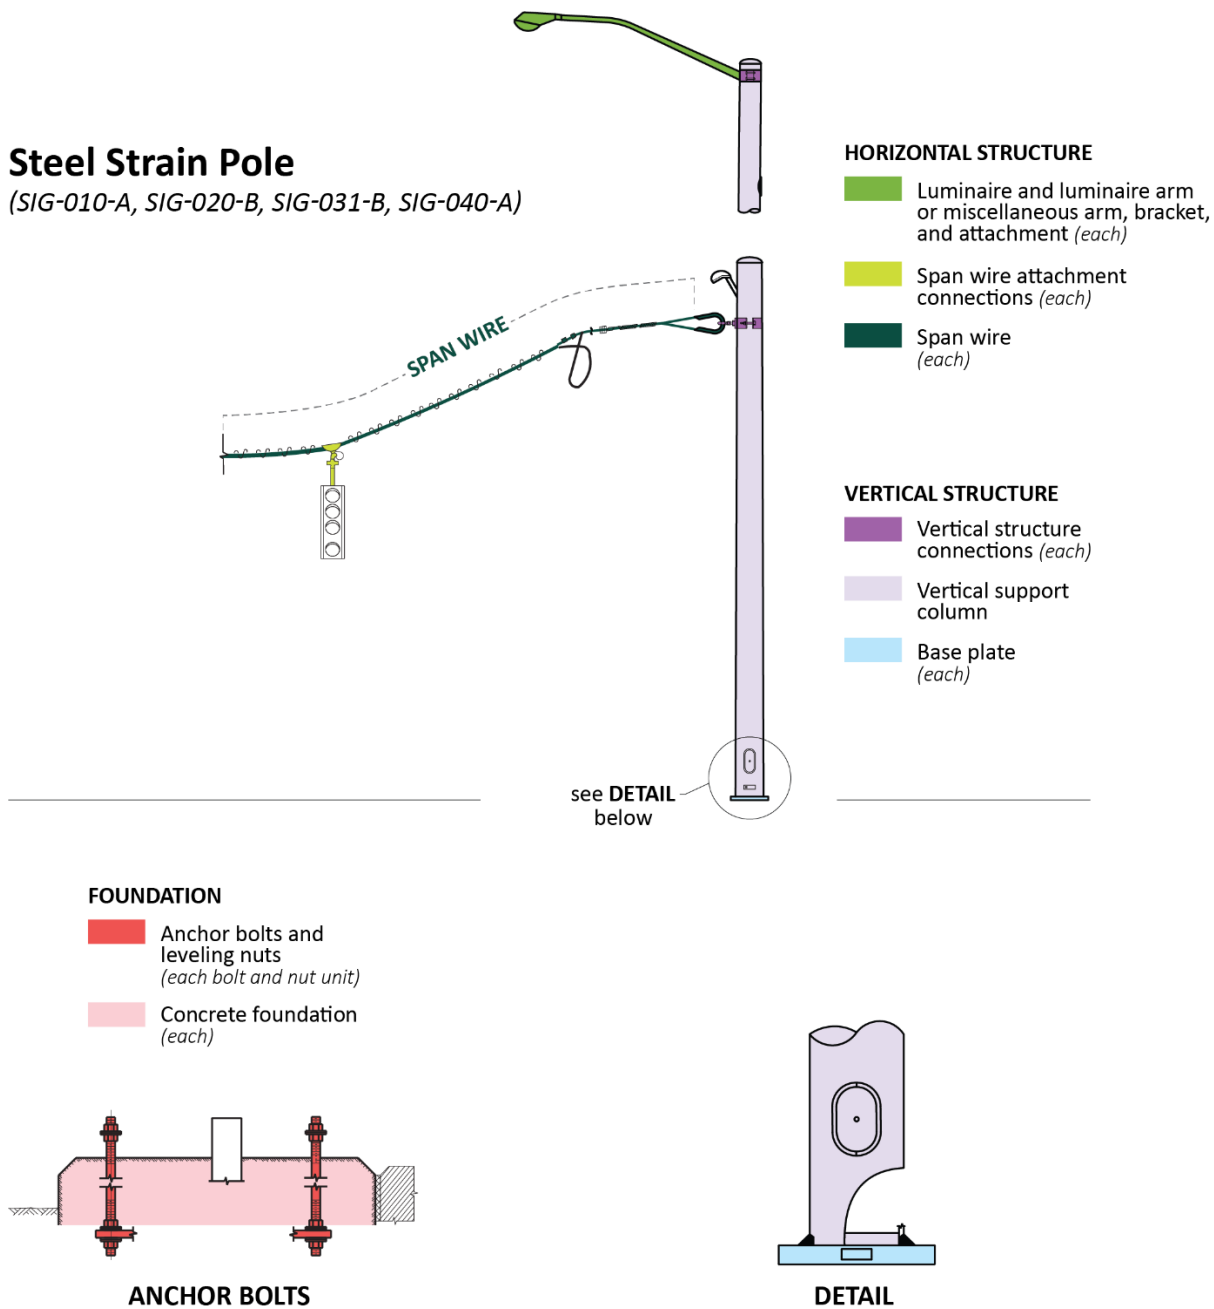 Steel Strain Pole
(SIG-010-A, SIG-020-B, SIG-031-B, SIG-040-A)
HORIZONTAL STRUCTURE
Luminaire and luminaire arm
or miscellaneous arm, bracket,
and attachment (each)
Span wire attachment
connections (each)
Span wire
(each)
SPAN WIRE
VERTICAL STRUCTURE
Vertical structure
connections (each)
Vertical support
column
Base plate
(each)
see DETAIL
below
FOUNDATION
Anchor bolts and
leveling nuts
(each bolt and nut unit)
Concrete foundation
(each)
ANCHOR BOLTS
DETAIL